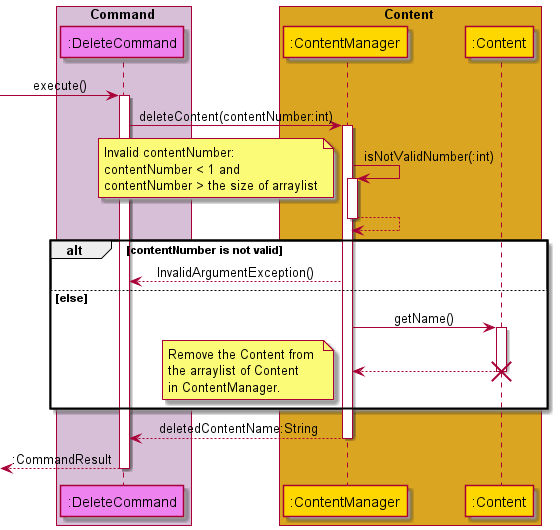 Command
Content
:DeleteCommand
:ContentManager
:Content
execute()
deleteContent(contentNumber:int)
Invalid contentNumber:
contentNumber < 1 and
contentNumber > the size of arraylist
isNotValidNumber(:int)
alt
[contentNumber is not valid]
InvalidArgumentException()
[else]
getName()
Remove the Content from
the arraylist of Content
in ContentManager.
deletedContentName:String
:CommandResult
:DeleteCommand
:ContentManager
:Content